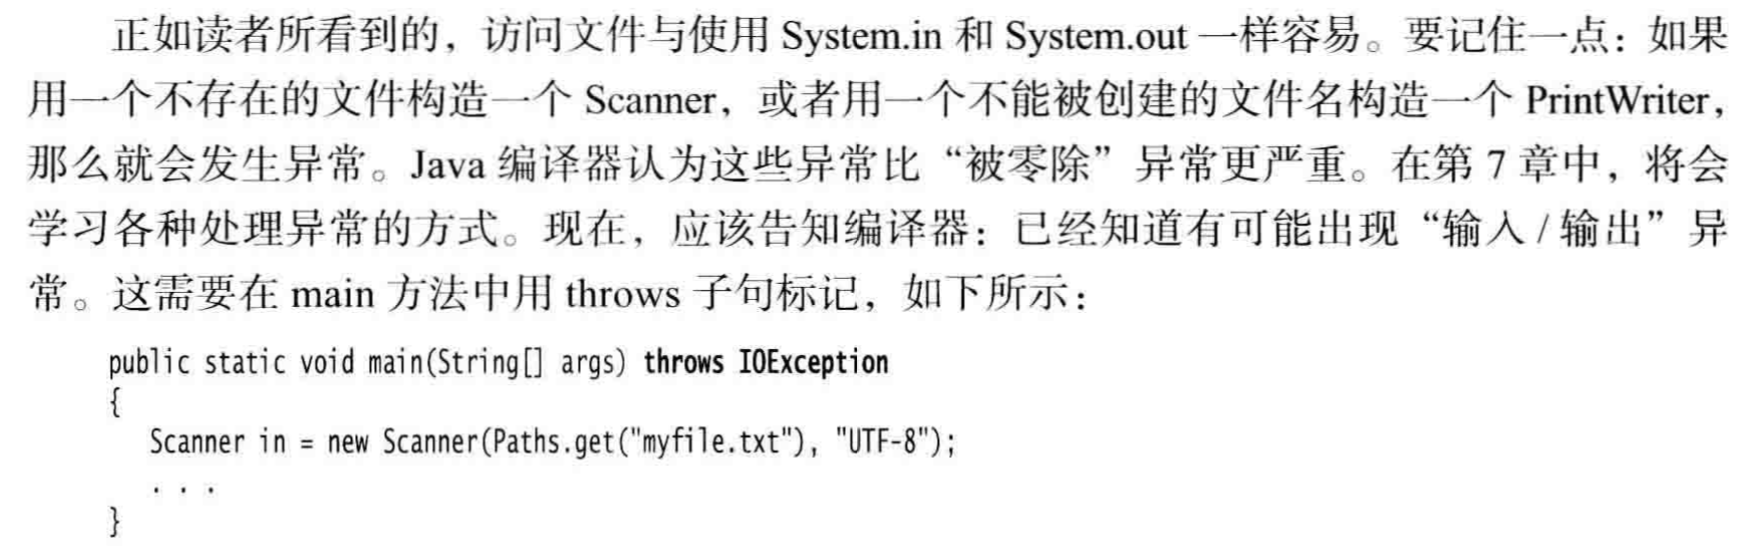 正如读者所看到的，访问文件与使用 System.in 和 System.out 一样容易。要记住一点：如果
用一个不存在的文件构造一个 Scanner，或者用一个不能被创建的文件名构造一个 PrintWriter，
那么就会发生异常。Java 编译器认为这些异常比“被零除”异常更严重。在第 7 章中，将会
学习各种处理异常的方式。现在，应该告知编译器：已经知道有可能出现“输入 / 输出”异
常。这需要在 main 方法中用 throws 子句标记，如下所示：
public static void main(String[] args) throws IOException
{
Scanner in = new Scanner(Paths.get("myfile.txt"), "UTF-8");
. . .
}